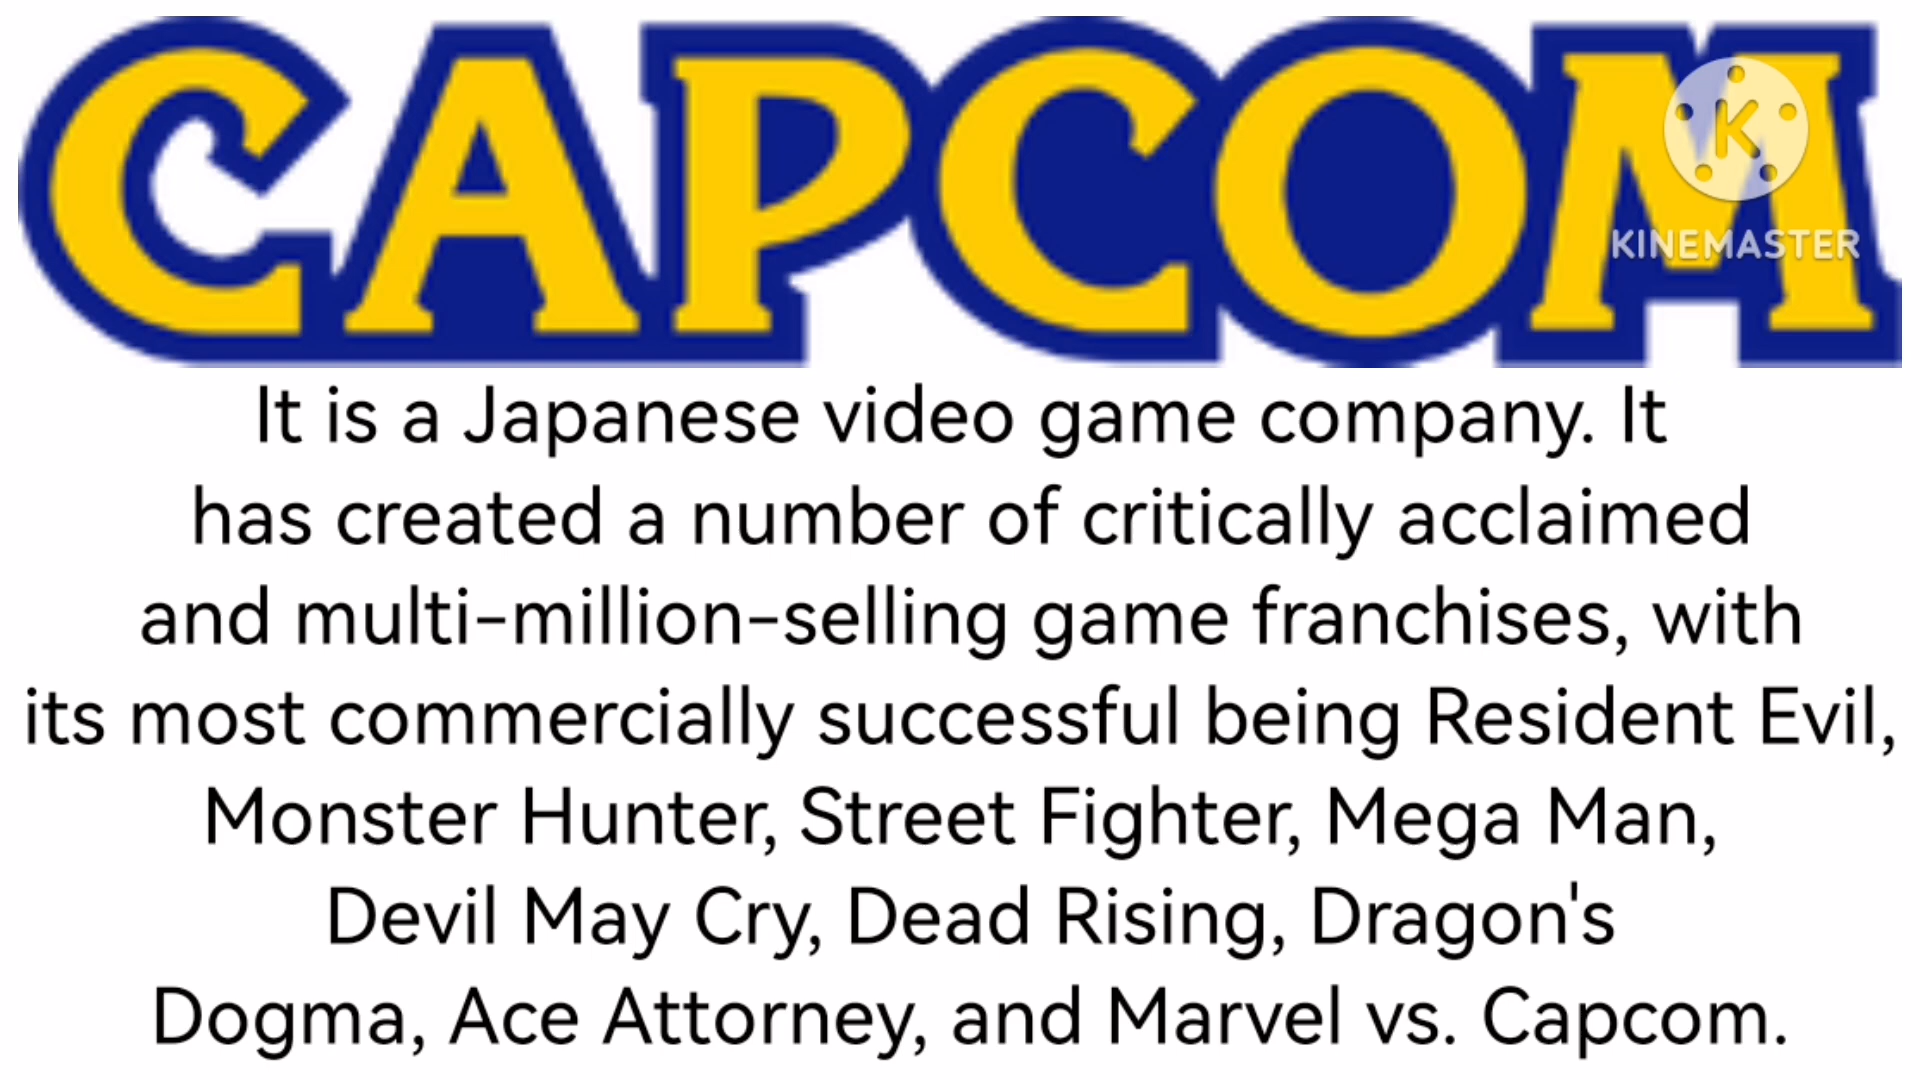 CAPCOM
K
KINEMASTER
It is a Japanese video game company. It
has created a number of critically acclaimed
and multi-million-selling game franchises, with
its most commercially successful being Resident Evil,
Monster Hunter, Street Fighter, Mega Man,
Devil May Cry, Dead Rising, Dragon's
Dogma, Ace Attorney, and Marvel vs. Capcom.